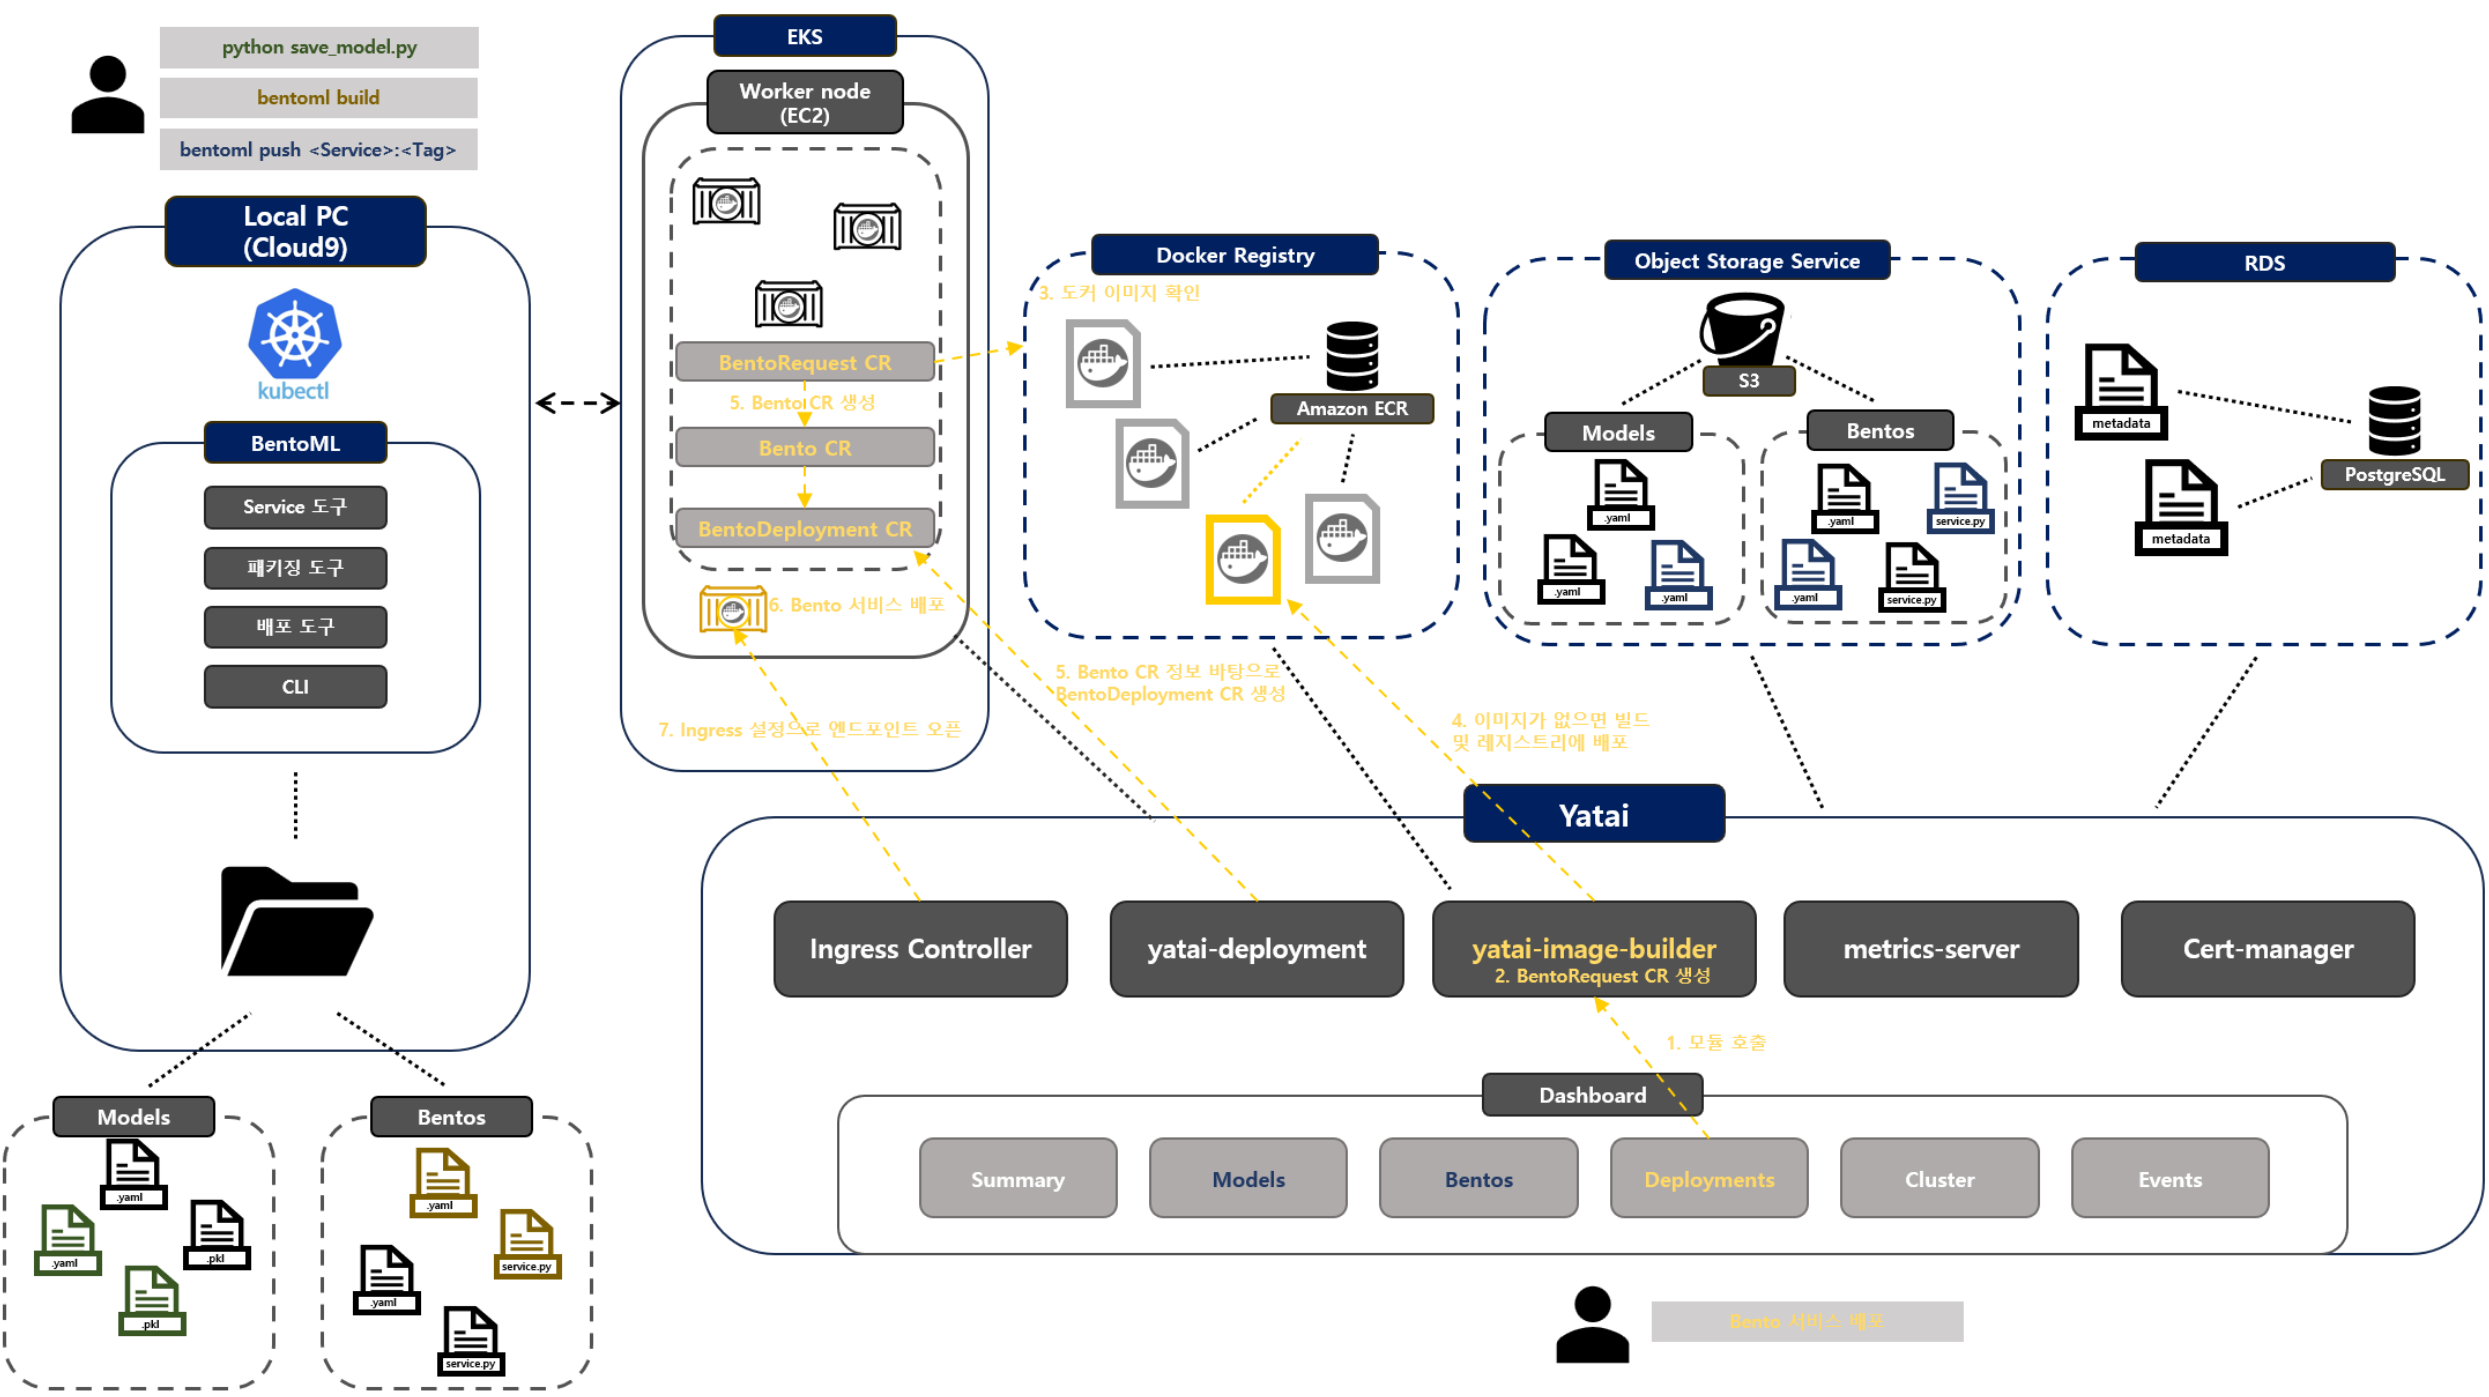 python save_model.py
bentoml build
bentoml push <Service>:<Tag>
Local PC
(Cloud9)
kubectl
BentoML
Service 도구
패키징 도구
배포 도구
CLI
Models
.yaml
.yaml
.pkl
.pkl
Bentos
.yaml
service.py
.yaml
service.py
EKS
Worker node
(EC2)
BentoRequest CR
5. Bento CR 생성
Bento CR
BentoDeployment CR
6. Bento 서비스 배포
7. Ingress 설정으로 엔드포인트 오픈
Docker Registry
3. 도커 이미지 확인
Amazon ECR
5. Bento CR 정보 바탕으로
BentoDeployment CR 생성
4. 이미지가 없으면 빌드
및 레지스트리에 배포
Object Storage Service
S3
Models
.yaml
.yaml
.yaml
Bentos
.yaml
service.py
.yaml
service.py
RDS
metadata
metadata
PostgreSQL
Yatai
Ingress Controller
yatai-deployment
yatai-image-builder
2. BentoRequest CR 생성
metrics-server
Cert-manager
1. 모듈 호출
Dashboard
Summary
Models
Bentos
Deployments
Cluster
Events
Bento 서비스 배포